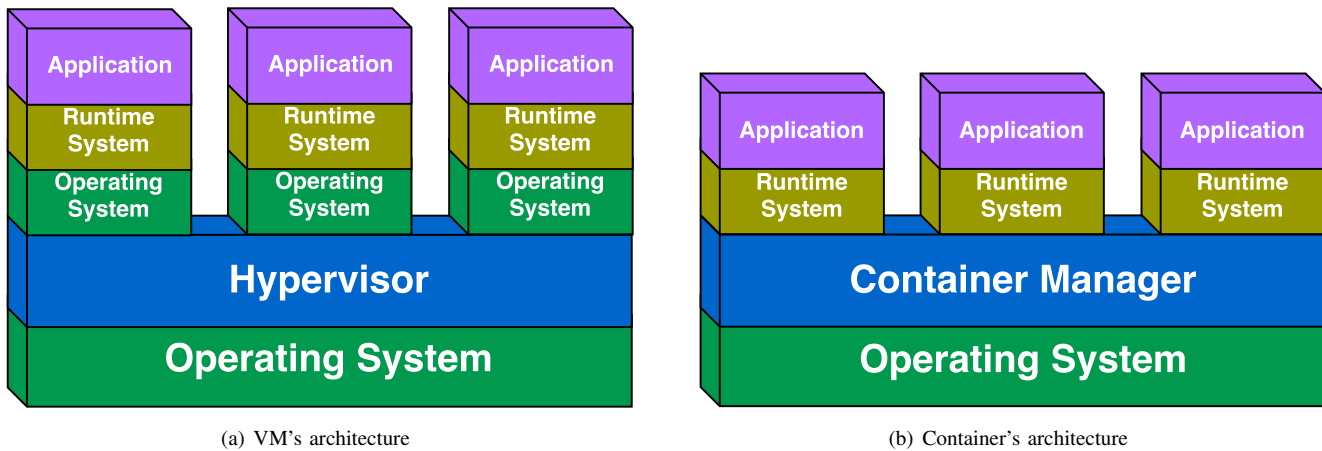 Application
Runtime
System
Operating
System
Application
Runtime
System
Operating
System
Application
Runtime
System
Operating
System
Hypervisor
Operating System
(a) VM's architecture
Application
Runtime
System
Application
Runtime
System
Application
Runtime
System
Container Manager
Operating System
(b) Container's architecture